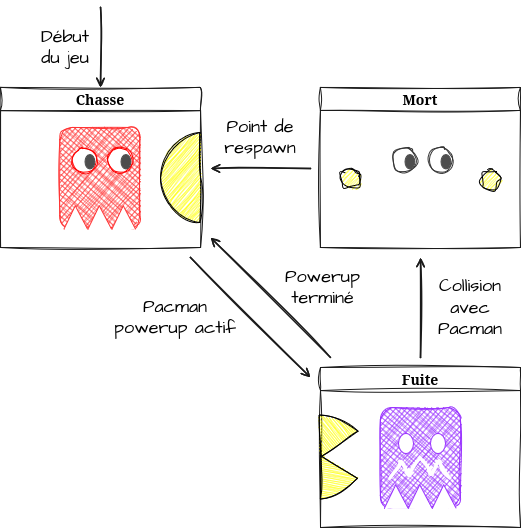 Début
du jeu
Chasse
Mort
Point de
respawn
Powerup
terminé
Collision
avec
Pacman
Pacman
powerup actif
Fuite